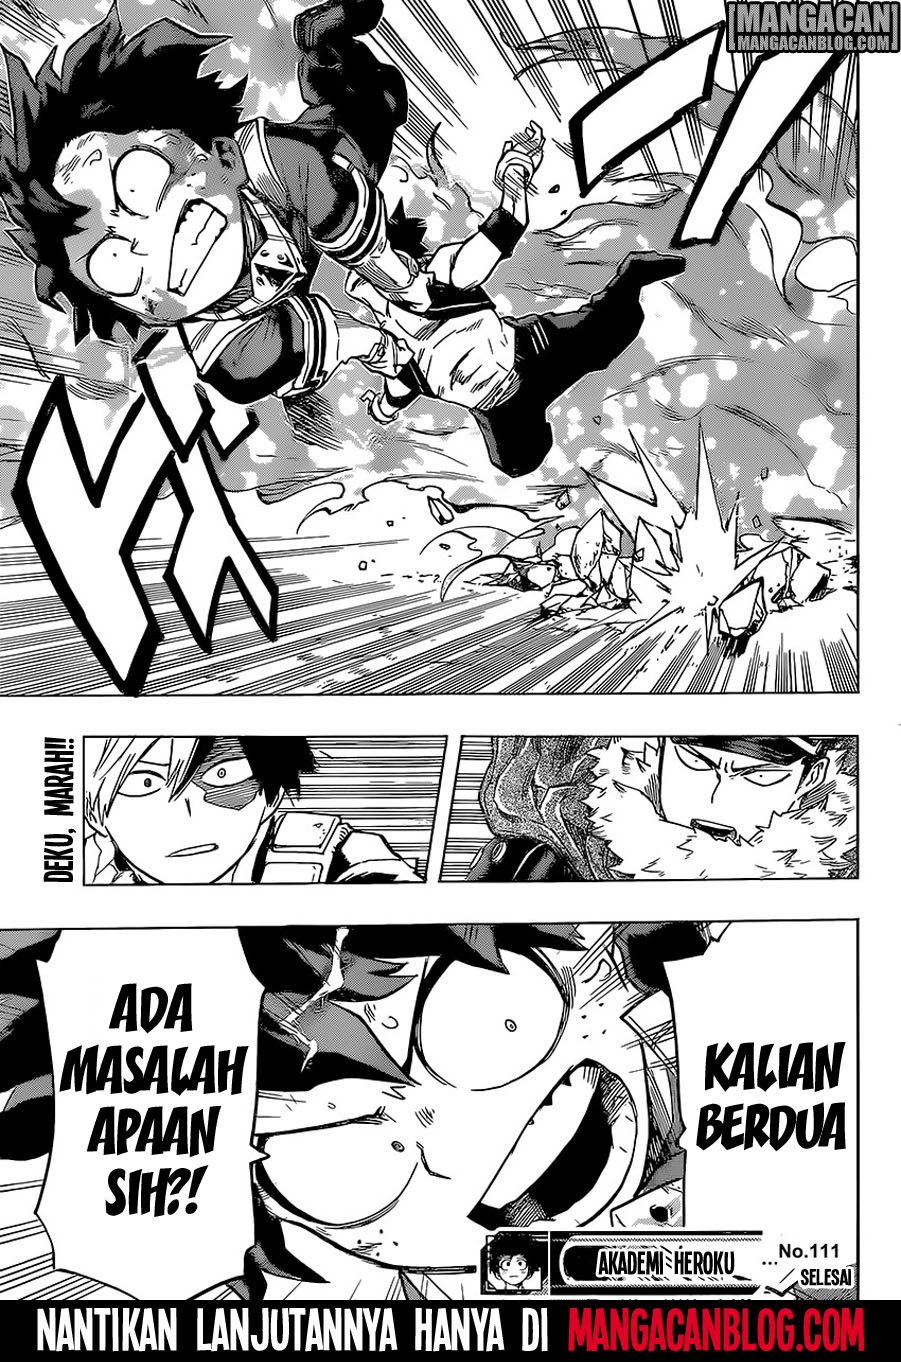 [MANGACAN]
MANGACANBLOG.COM
DEKU, MARAH!!
KALIAN
BERDUA
ADA
MASALAH
APAAN
SIH?!
AKADEMI HEROKU
No.111
...
SELESAI
NANTIKAN LANJUTANNYA HANYA DI MANGACANBLOG.COM